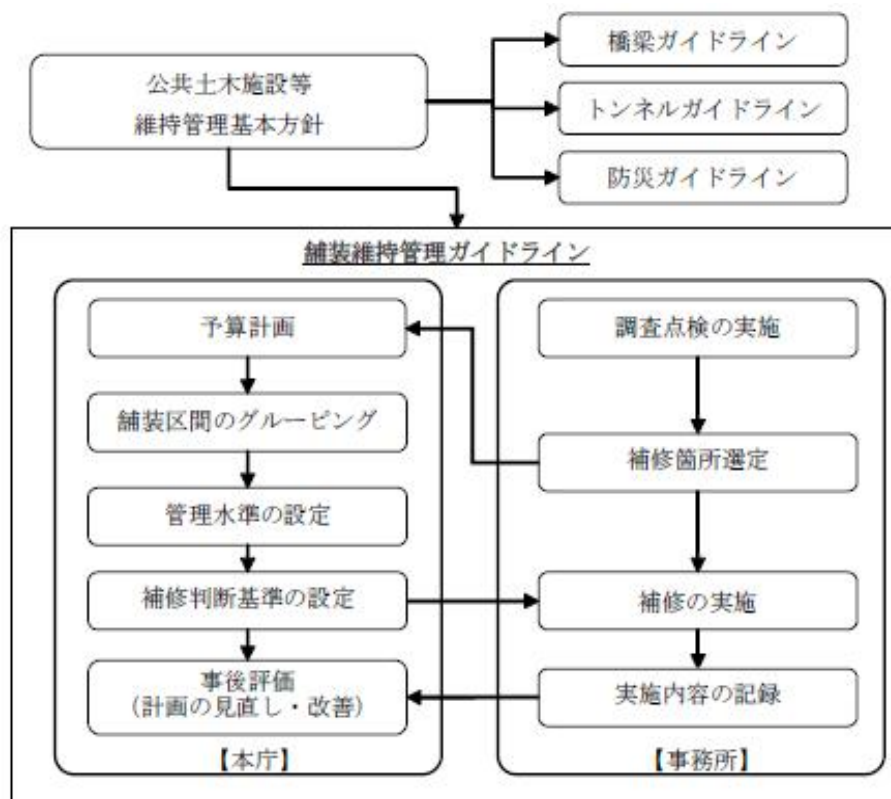 公共土木施設等
維持管理基本方針
橋梁ガイドライン
トンネルガイドライン
防災ガイドライン
舗装維持管理ガイドライン
予算計画
舗装区間のグルーピング
管理水準の設定
補修判断基準の設定
事後評価
(計画の見直し・改善)
【本庁】
調査点検の実施
補修箇所選定
補修の実施
実施内容の記録
【事務所】